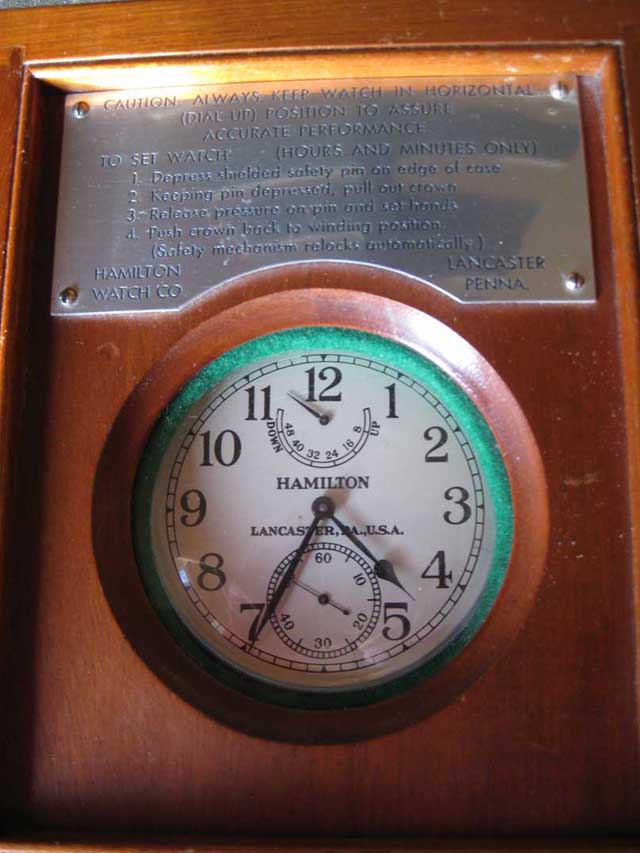 CAUTION ALWAYS KEEP WATCH IN HORIZONTAL
(DIAL UP) POSITION TO ASSURE
ACCURATE PERFORMANCE
TO SET WATCH: (HOURS AND MINUTES ONLY)
1. Depress shielded safety pin on edge of case
2. Keeping pin depressed, pull out crown
3. Release pressure on pin and set hands
4. Push crown back to winding position.
(Safety mechanism relocks automatically.)
HAMILTON LANCASTER
WATCH CO PENNA.
11 12 1
10 2
9 3
8 4
7 5
DOWN 48 40 32 24 16 8 UP
HAMILTON
LANCASTER, PA., U.S.A.
60
10
20
30
40